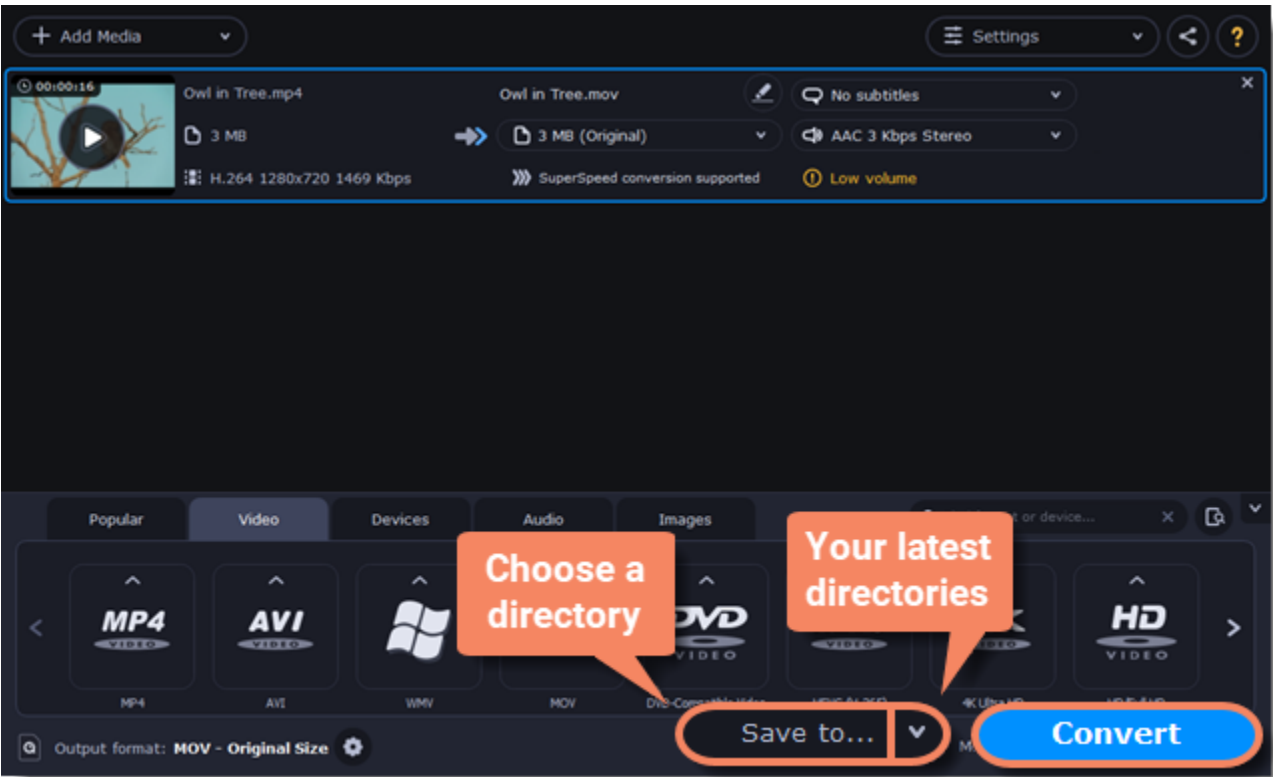 Add Media
Settings
?
00:00:16
Owl in Tree.mp4
Owl in Tree.mov
No subtitles
3 MB
3 MB (Original)
AAC 3 Kbps Stereo
H.264 1280x720 1469 Kbps
SuperSpeed conversion supported
Low volume
Popular
Video
Devices
Audio
Images
or device...
Choose a
directory
Your latest
directories
MP4
VIDEO
AVI
VIDEO
DVD
VIDEO
VIDEO
HD
VIDEO
MP4
AVI
WMV
MOV
Save to...
Convert
Output format: MOV - Original Size